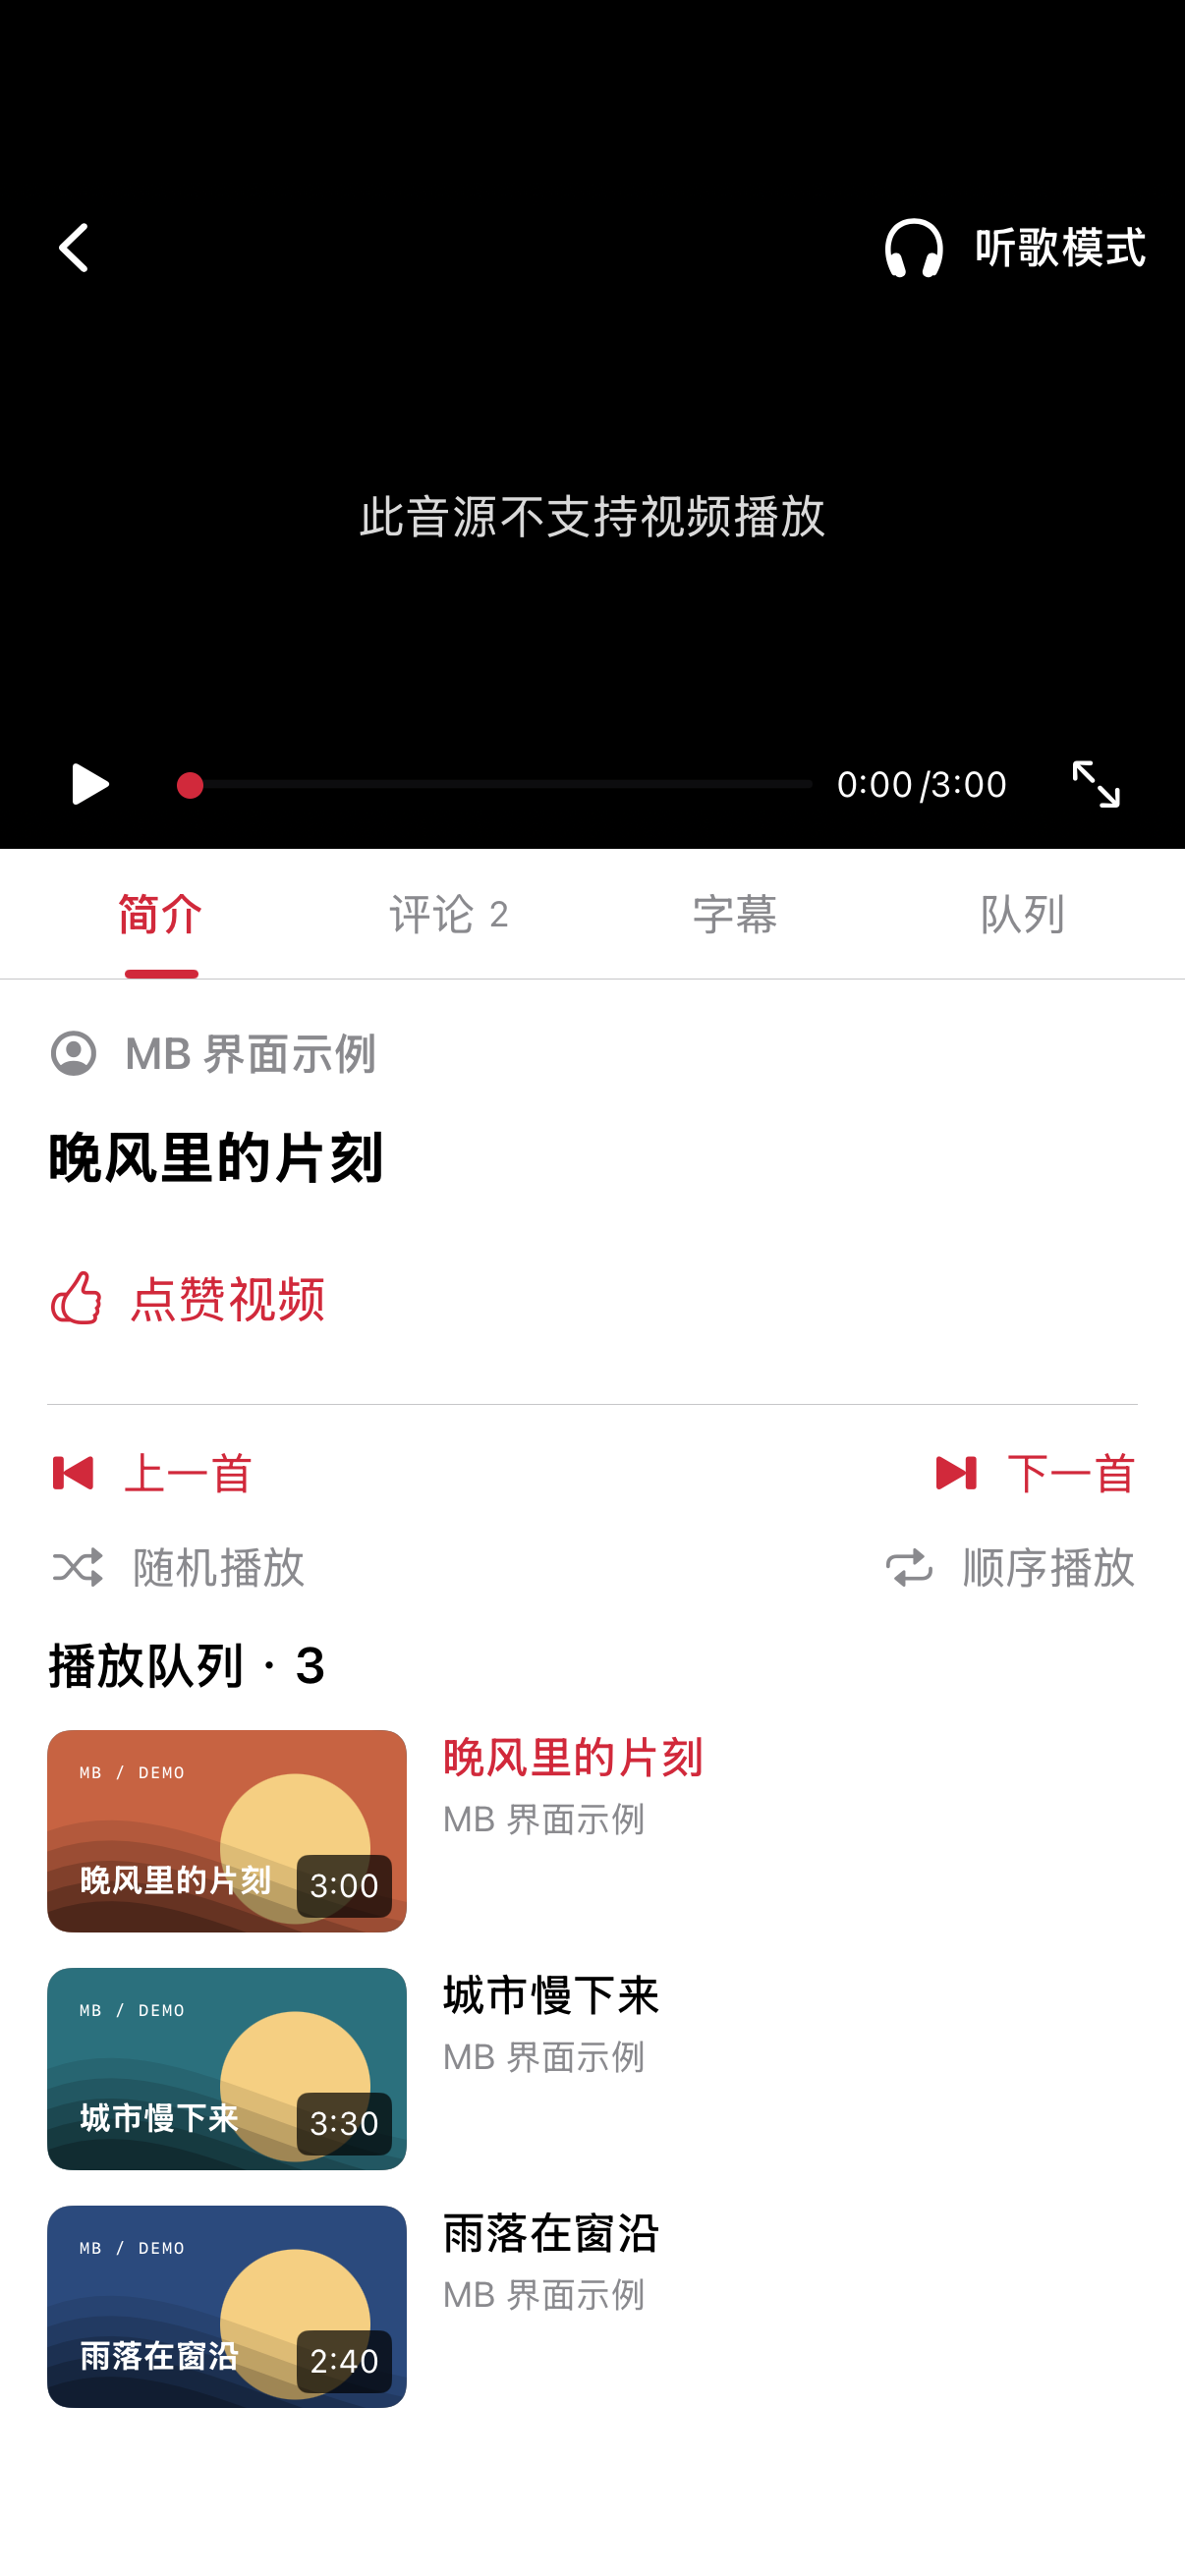 听歌模式
此音源不支持视频播放
0:00/3:00
简介 评论 2 字幕 队列
MB 界面示例
晚风里的片刻
点赞视频
上一首 下一首
随机播放 顺序播放
播放队列 · 3
MB / DEMO
晚风里的片刻
3:00
晚风里的片刻
MB 界面示例
MB / DEMO
城市慢下来
3:30
城市慢下来
MB 界面示例
MB / DEMO
雨落在窗沿
2:40
雨落在窗沿
MB 界面示例